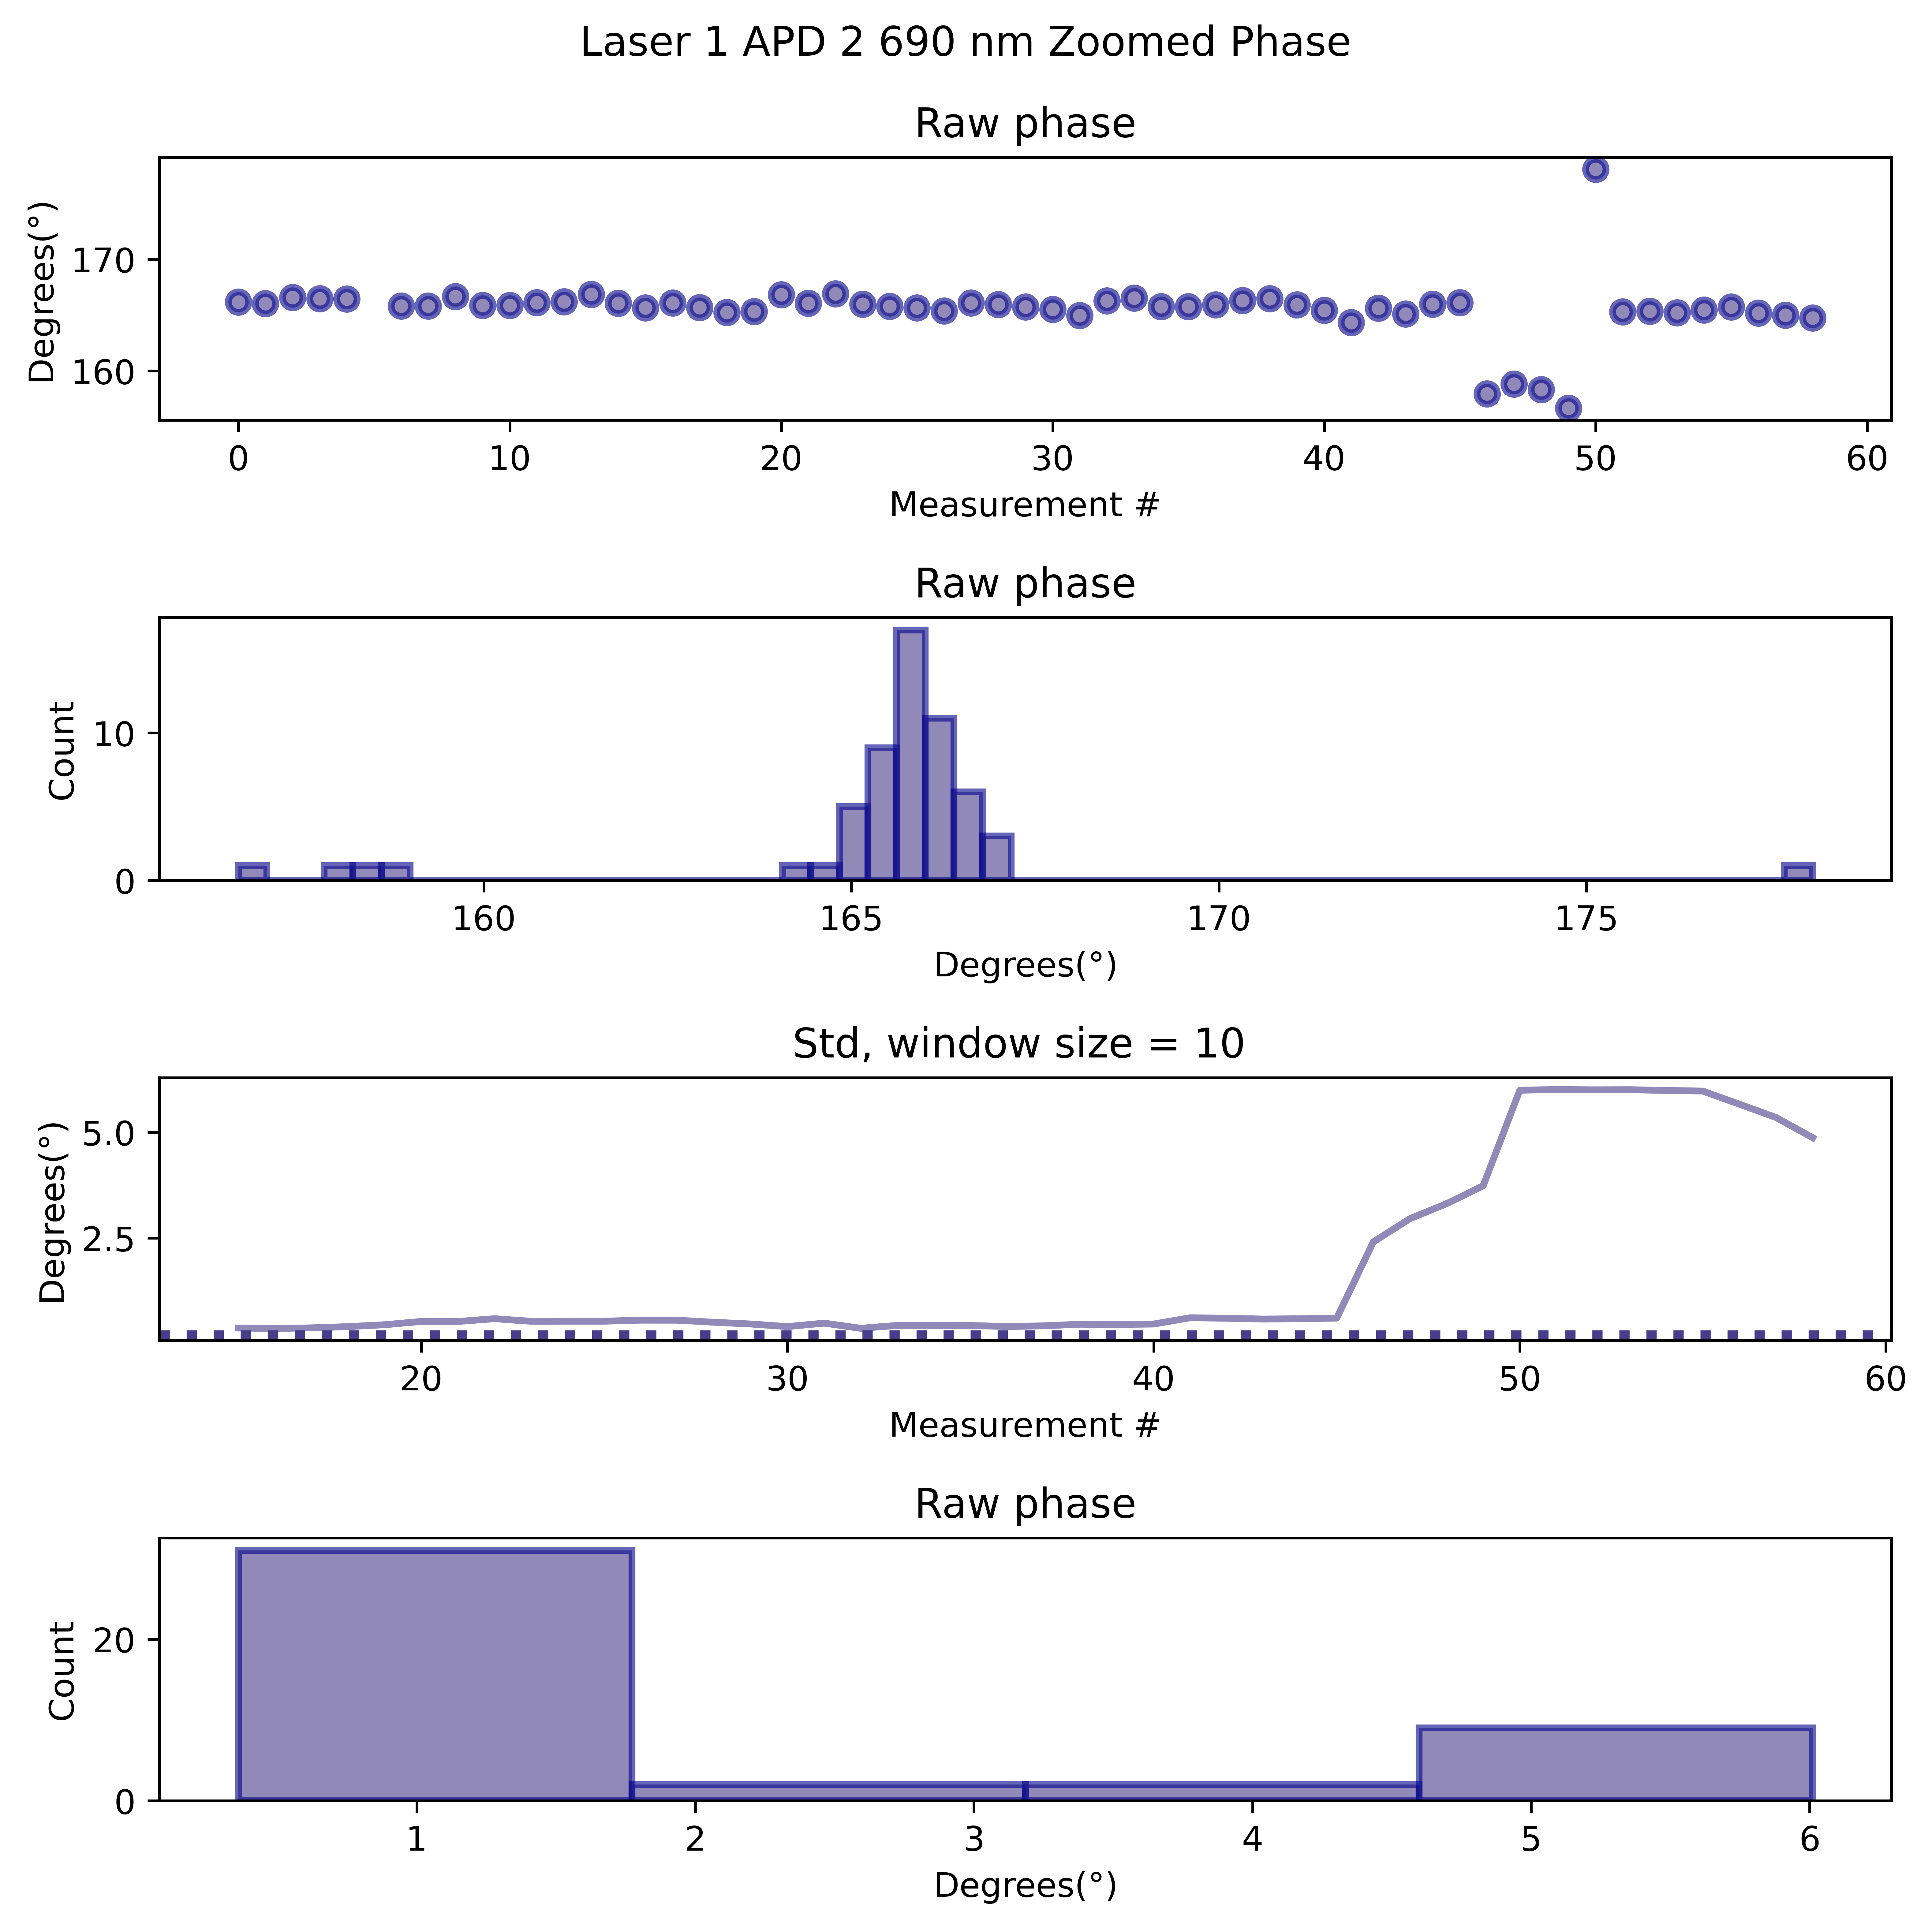 Laser 1 APD 2 690 nm Zoomed Phase
Raw phase
Degrees(°)
170
160
0 10 20 30 40 50 60
Measurement #
Raw phase
Count
10
0
160 165 170 175
Degrees(°)
Std, window size = 10
Degrees(°)
5.0
2.5
20 30 40 50 60
Measurement #
Raw phase
Count
20
0
1 2 3 4 5 6
Degrees(°)